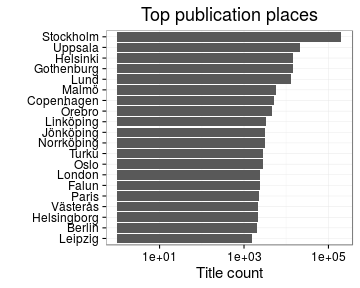 Top publication places
Stockholm
Uppsala
Helsinki
Gothenburg
Lund
Malmö
Copenhagen
Örebro
Linköping
Jönköping
Norrköping
Turku
Oslo
London
Falun
Paris
Västerås
Helsingborg
Berlin
Leipzig
1e+01 1e+03 1e+05
Title count